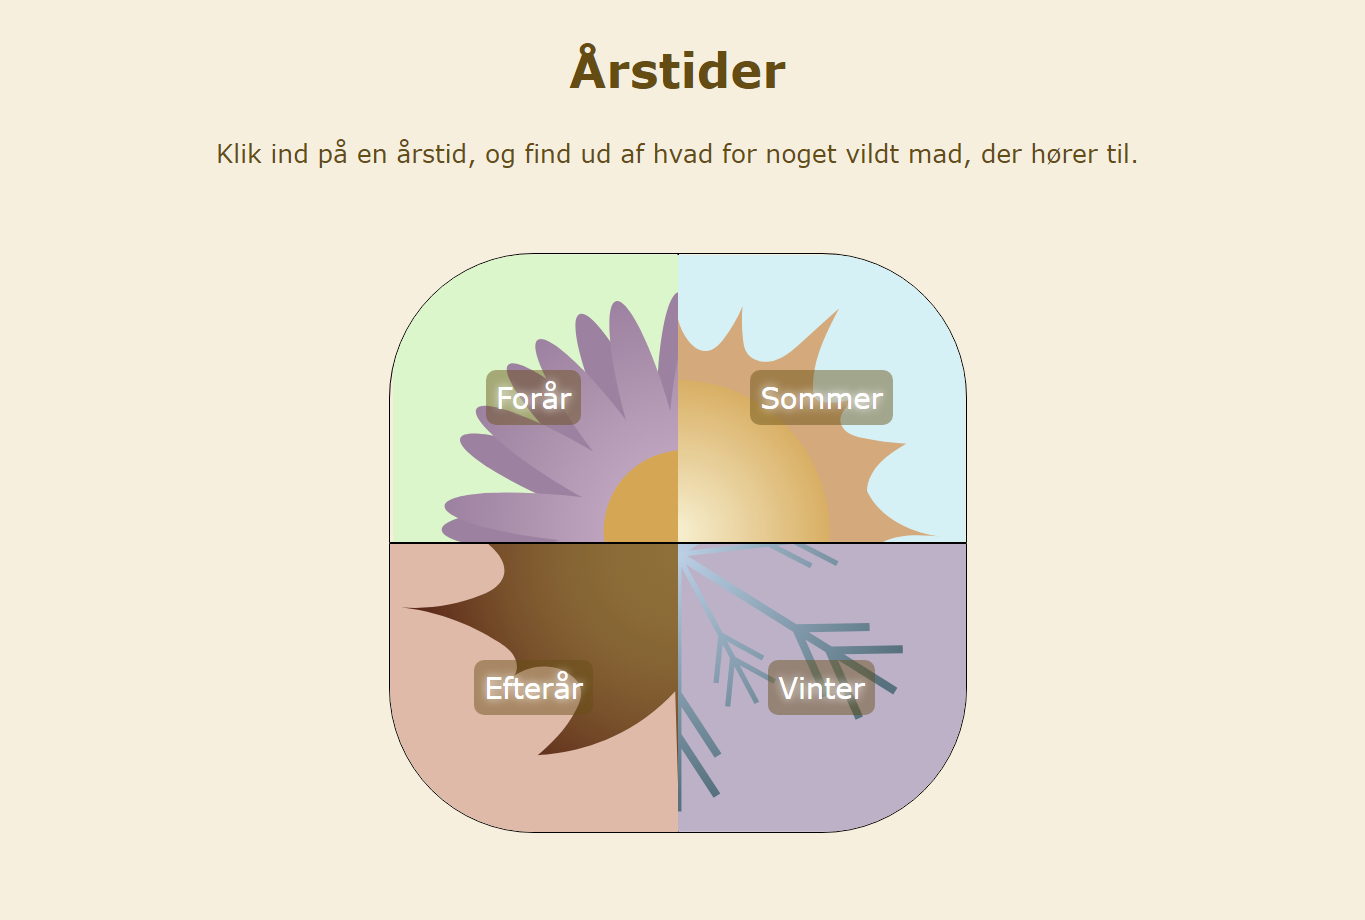 Årstider
Klik ind på en årstid, og find ud af hvad for noget vildt mad, der hører til.
Forår
Sommer
Efterår
Vinter